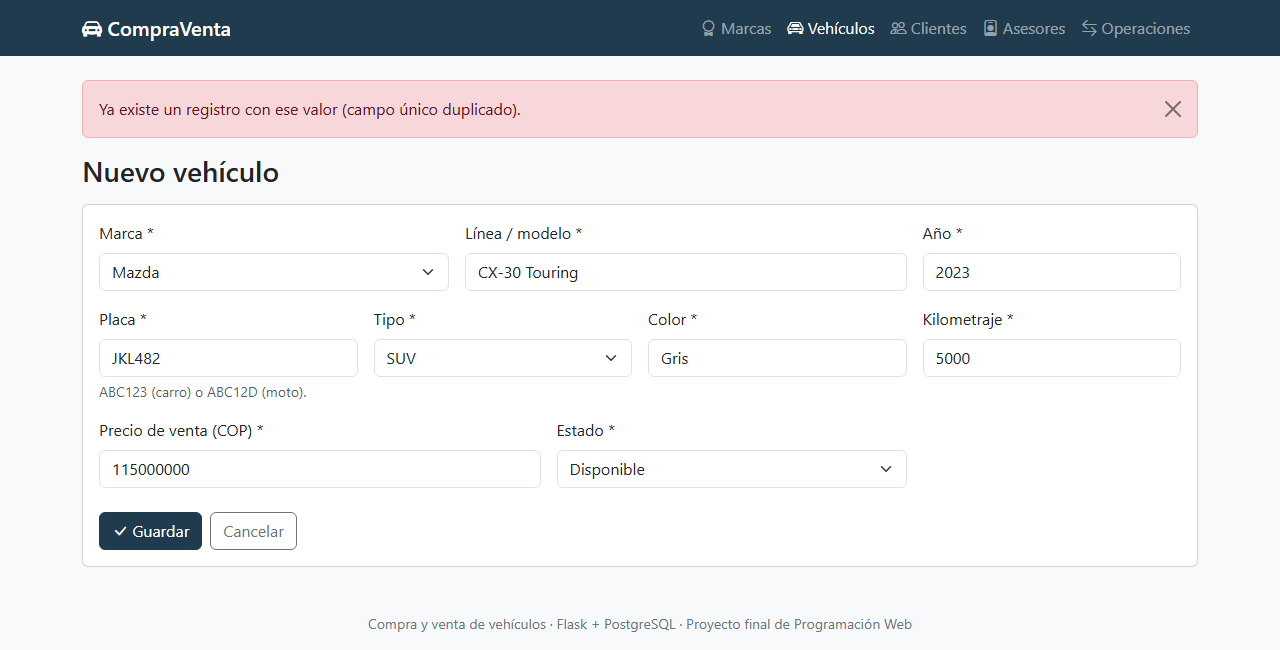 CompraVenta
Marcas Vehículos Clientes Asesores Operaciones
Ya existe un registro con ese valor (campo único duplicado).
Nuevo vehículo
Marca * Línea / modelo * Año *
Mazda CX-30 Touring 2023
Placa * Tipo * Color * Kilometraje *
JKL482 SUV Gris 5000
ABC123 (carro) o ABC12D (moto).
Precio de venta (COP) * Estado *
115000000 Disponible
Guardar Cancelar
Compra y venta de vehículos · Flask + PostgreSQL · Proyecto final de Programación Web